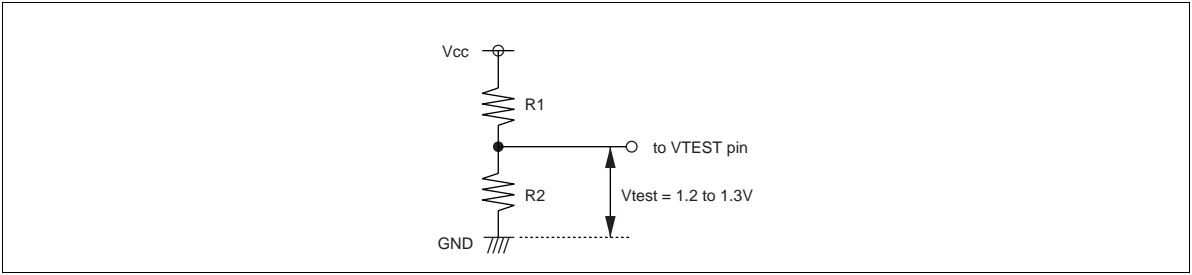 Vcc
R1
to VTEST pin
R2
Vtest = 1.2 to 1.3V
GND